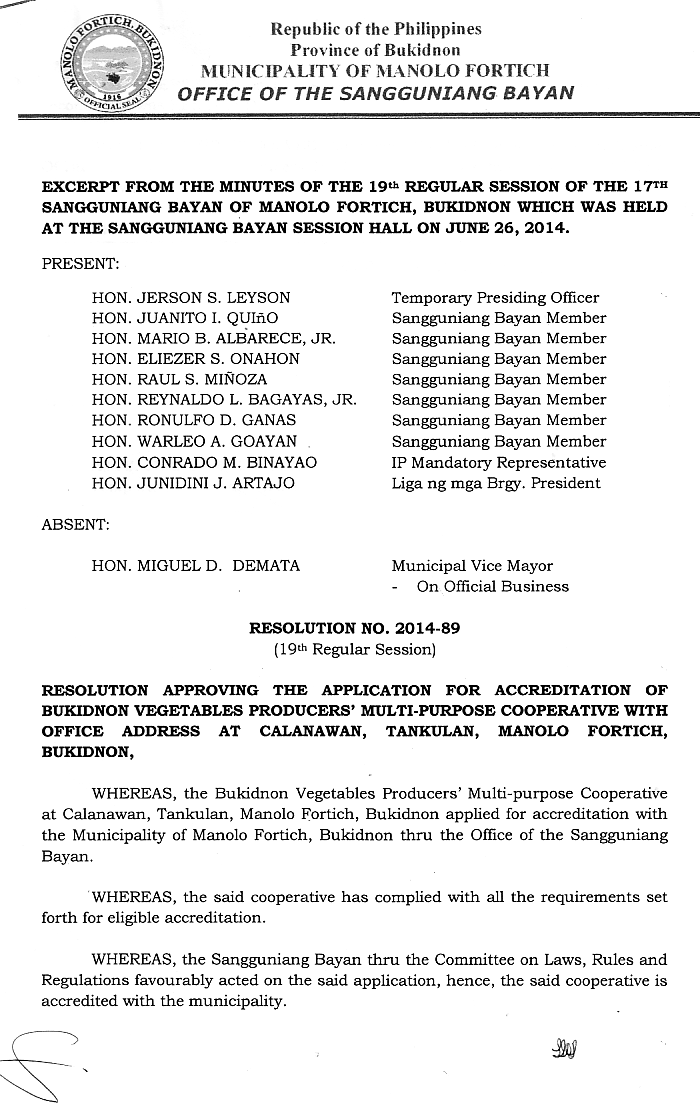 MANOLO FORTICH, BUKIDNON
1916
OFFICIAL SEAL
Republic of the Philippines
Province of Bukidnon
MUNICIPALITY OF MANOLO FORTICH
OFFICE OF THE SANGGUNIANG BAYAN
EXCERPT FROM THE MINUTES OF THE 19th REGULAR SESSION OF THE 17TH
SANGGUNIANG BAYAN OF MANOLO FORTICH, BUKIDNON WHICH WAS HELD
AT THE SANGGUNIANG BAYAN SESSION HALL ON JUNE 26, 2014.
PRESENT:
HON. JERSON S. LEYSON Temporary Presiding Officer
HON. JUANITO I. QUIñO Sangguniang Bayan Member
HON. MARIO B. ALBARECE, JR. Sangguniang Bayan Member
HON. ELIEZER S. ONAHON Sangguniang Bayan Member
HON. RAUL S. MIÑOZA Sangguniang Bayan Member
HON. REYNALDO L. BAGAYAS, JR. Sangguniang Bayan Member
HON. RONULFO D. GANAS Sangguniang Bayan Member
HON. WARLEO A. GOAYAN Sangguniang Bayan Member
HON. CONRADO M. BINAYAO IP Mandatory Representative
HON. JUNIDINI J. ARTAJO Liga ng mga Brgy. President
ABSENT:
HON. MIGUEL D. DEMATA Municipal Vice Mayor
- On Official Business
RESOLUTION NO. 2014-89
(19th Regular Session)
RESOLUTION APPROVING THE APPLICATION FOR ACCREDITATION OF
BUKIDNON VEGETABLES PRODUCERS' MULTI-PURPOSE COOPERATIVE WITH
OFFICE ADDRESS AT CALANAWAN, TANKULAN, MANOLO FORTICH,
BUKIDNON,
WHEREAS, the Bukidnon Vegetables Producers' Multi-purpose Cooperative
at Calanawan, Tankulan, Manolo Fortich, Bukidnon applied for accreditation with
the Municipality of Manolo Fortich, Bukidnon thru the Office of the Sangguniang
Bayan.
WHEREAS, the said cooperative has complied with all the requirements set
forth for eligible accreditation.
WHEREAS, the Sangguniang Bayan thru the Committee on Laws, Rules and
Regulations favourably acted on the said application, hence, the said cooperative is
accredited with the municipality.